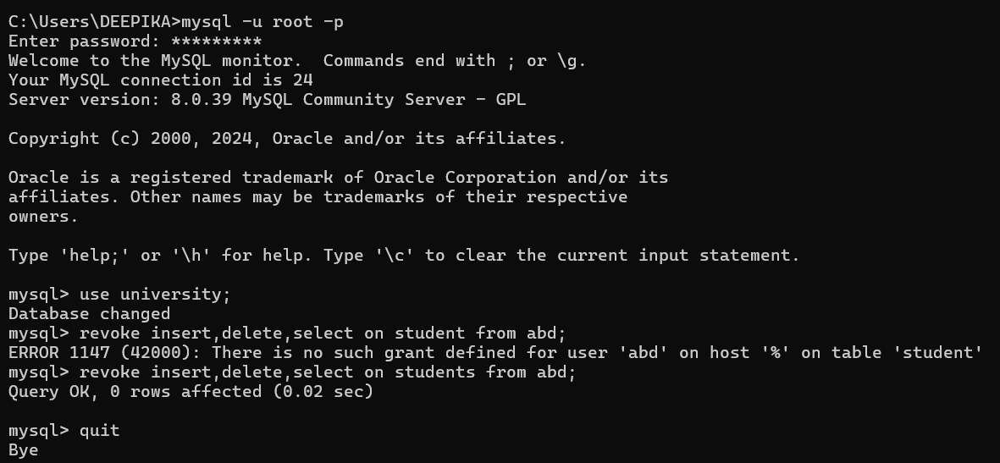 C:\Users\DEEPIKA>mysql -u root -p
Enter password: *********
Welcome to the MySQL monitor.  Commands end with ; or \g.
Your MySQL connection id is 24
Server version: 8.0.39 MySQL Community Server - GPL

Copyright (c) 2000, 2024, Oracle and/or its affiliates.

Oracle is a registered trademark of Oracle Corporation and/or its
affiliates. Other names may be trademarks of their respective
owners.

Type 'help;' or '\h' for help. Type '\c' to clear the current input statement.

mysql> use university;
Database changed
mysql> revoke insert,delete,select on student from abd;
ERROR 1147 (42000): There is no such grant defined for user 'abd' on host '%' on table 'student'
mysql> revoke insert,delete,select on students from abd;
Query OK, 0 rows affected (0.02 sec)

mysql> quit
Bye